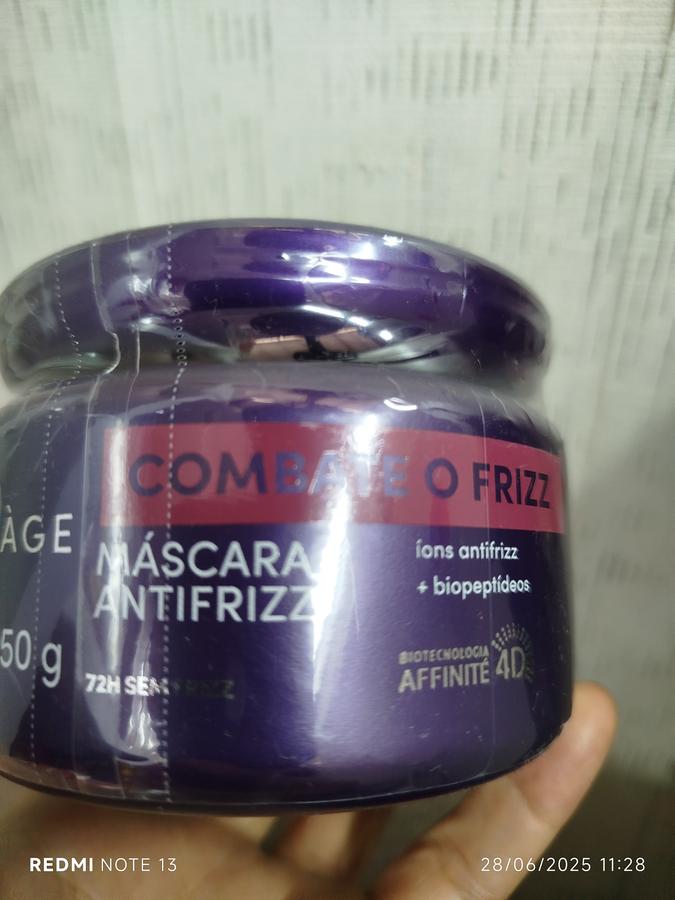 COMBATE O FRIZZ
ÀGE
MÁSCARA
ANTIFRIZZ
íons antifrizz
+ biopeptídeos
50 g
72H SEM FRIZZ
BIOTECNOLOGIA
AFFINITÉ 4D
REDMI NOTE 13
28/06/2025 11:28